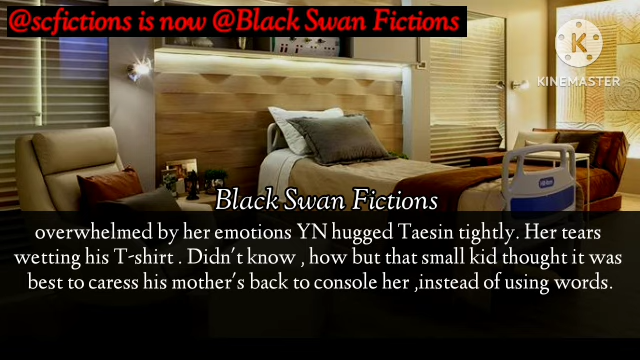 @scfictions is now @Black Swan Fictions
K
KINEMASTER
Black Swan Fictions
overwhelmed by her emotions YN hugged Taesin tightly. Her tears
wetting his T-shirt . Didn't know , how but that small kid thought it was
best to caress his mother's back to console her ,instead of using words.